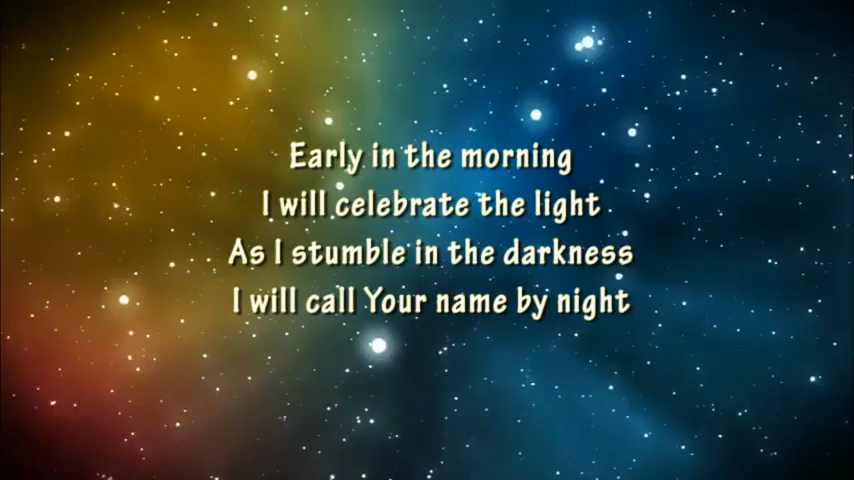 Early in the morning
I will celebrate the light
As I stumble in the darkness
I will call Your name by night